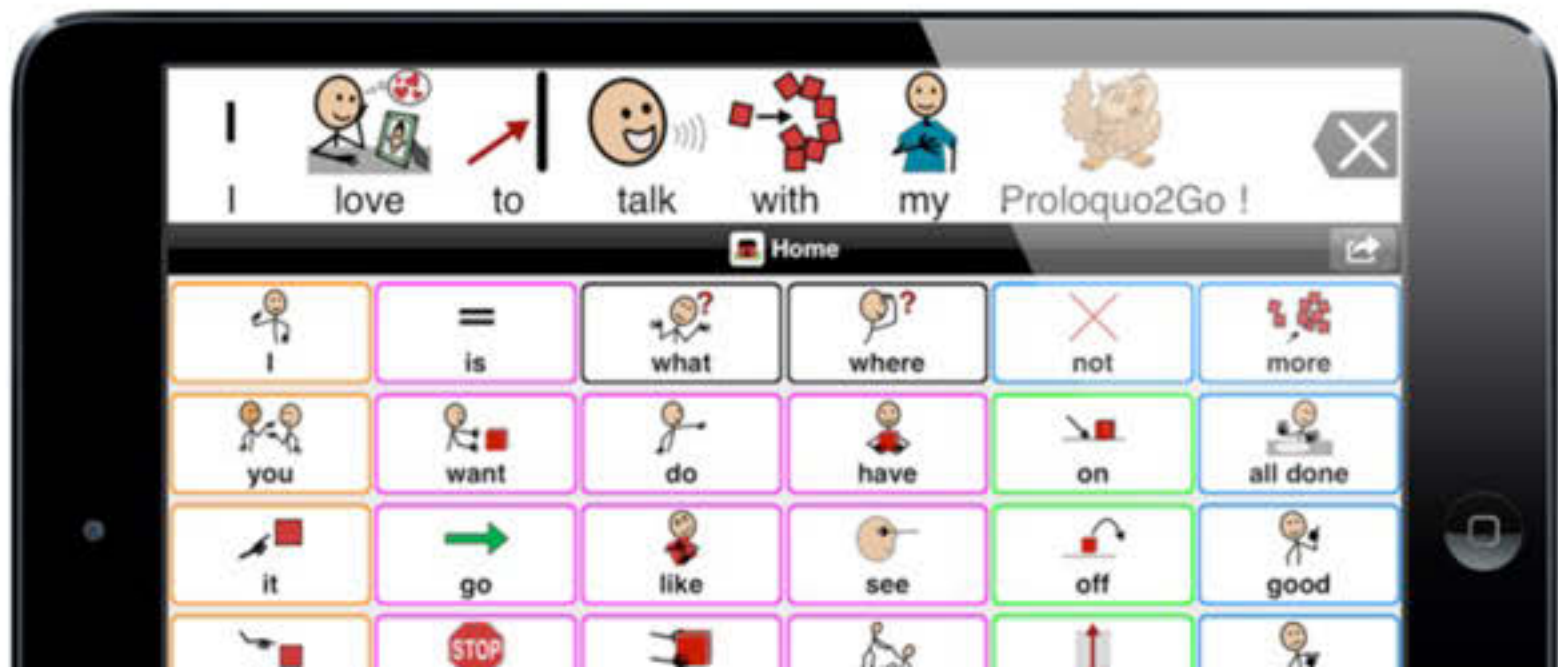 I love to talk with my Proloquo2Go !
Home
I is what where not more
you want do have on all done
it go like see off good
STOP